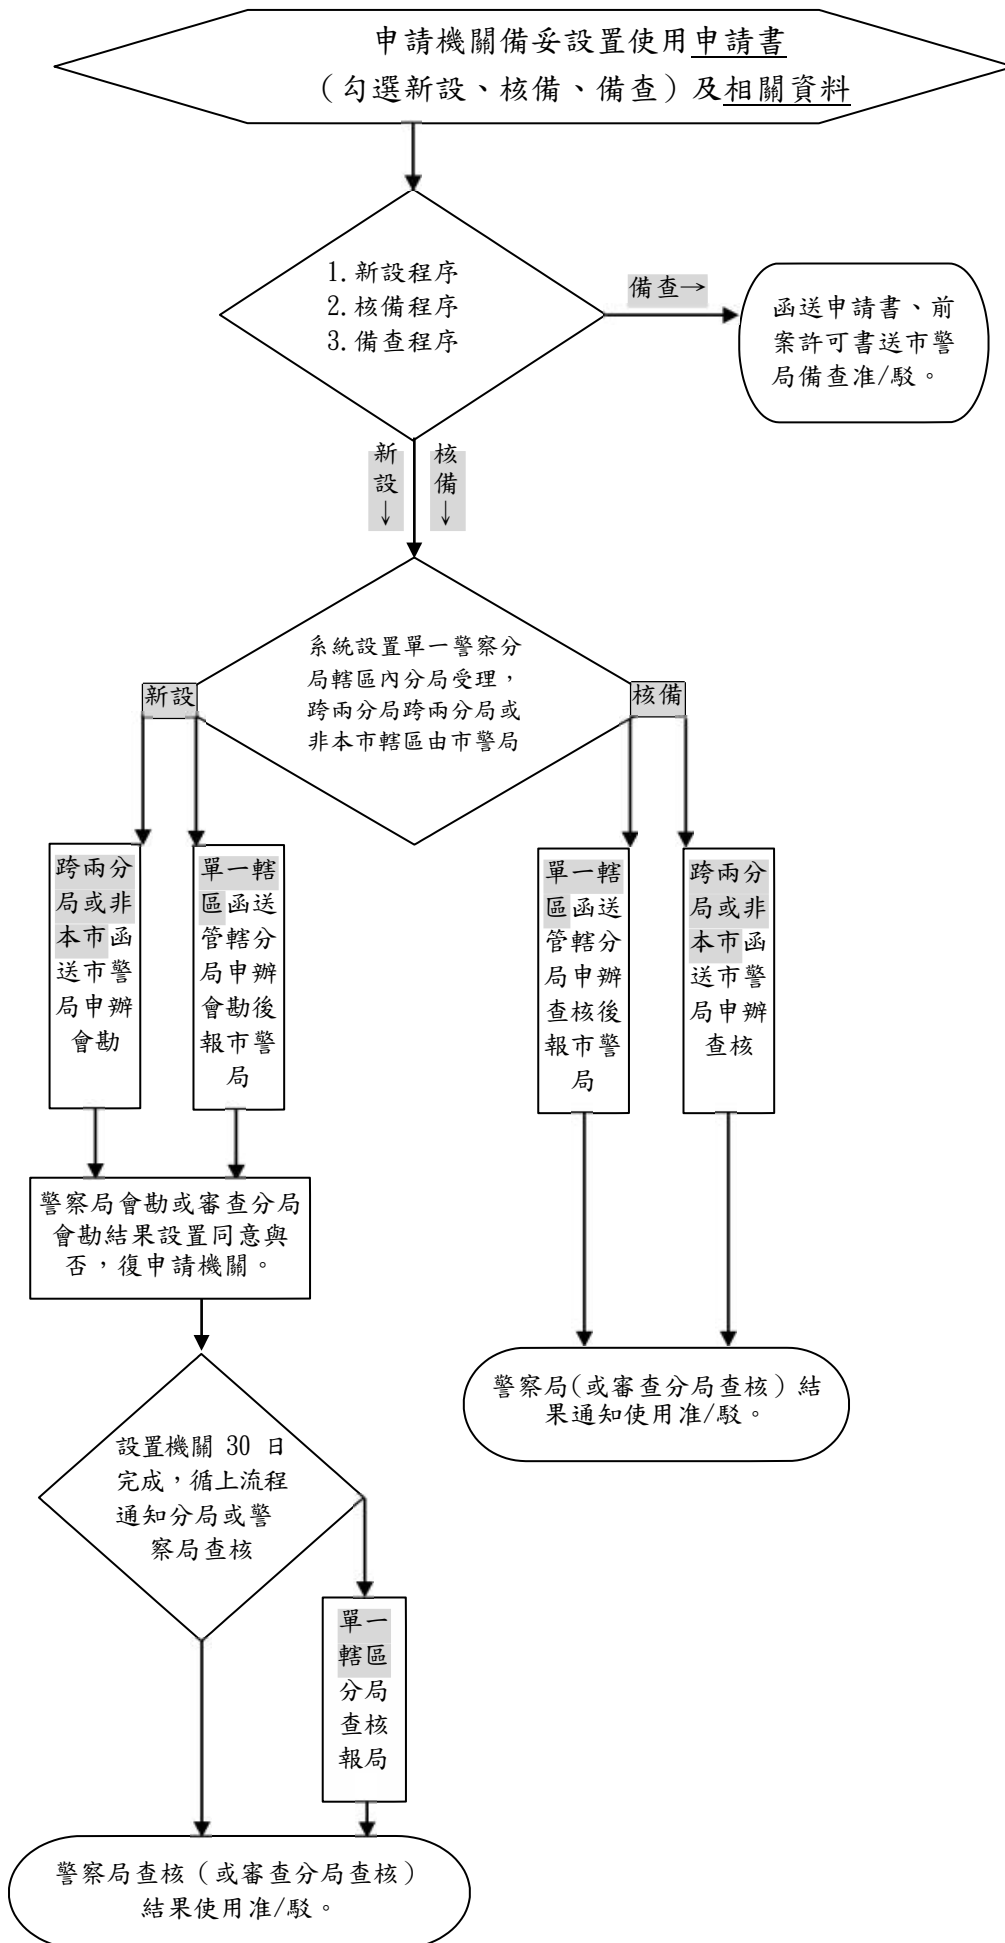 申請機關備妥設置使用申請書
（勾選新設、核備、備查）及相關資料
1.新設程序
2.核備程序
3.備查程序
備查→
函送申請書、前
案許可書送市警
局備查准/駁。
新
設
↓
核
備
↓
系統設置單一警察分
局轄區內分局受理，
跨兩分局跨兩分局或
非本市轄區由市警局
新設
核備
跨兩分
局或非
本市函
送市警
局申辦
會勘
單一轄
區函送
管轄分
局申辦
會勘後
報市警
局
單一轄
區函送
管轄分
局申辦
查核後
報市警
局
跨兩分
局或非
本市函
送市警
局申辦
查核
警察局會勘或審查分局
會勘結果設置同意與
否，復申請機關。
警察局(或審查分局查核）結
果通知使用准/駁。
設置機關 30 日
完成，循上流程
通知分局或警
察局查核
單一
轄區
分局
查核
報局
警察局查核（或審查分局查核）
結果使用准/駁。